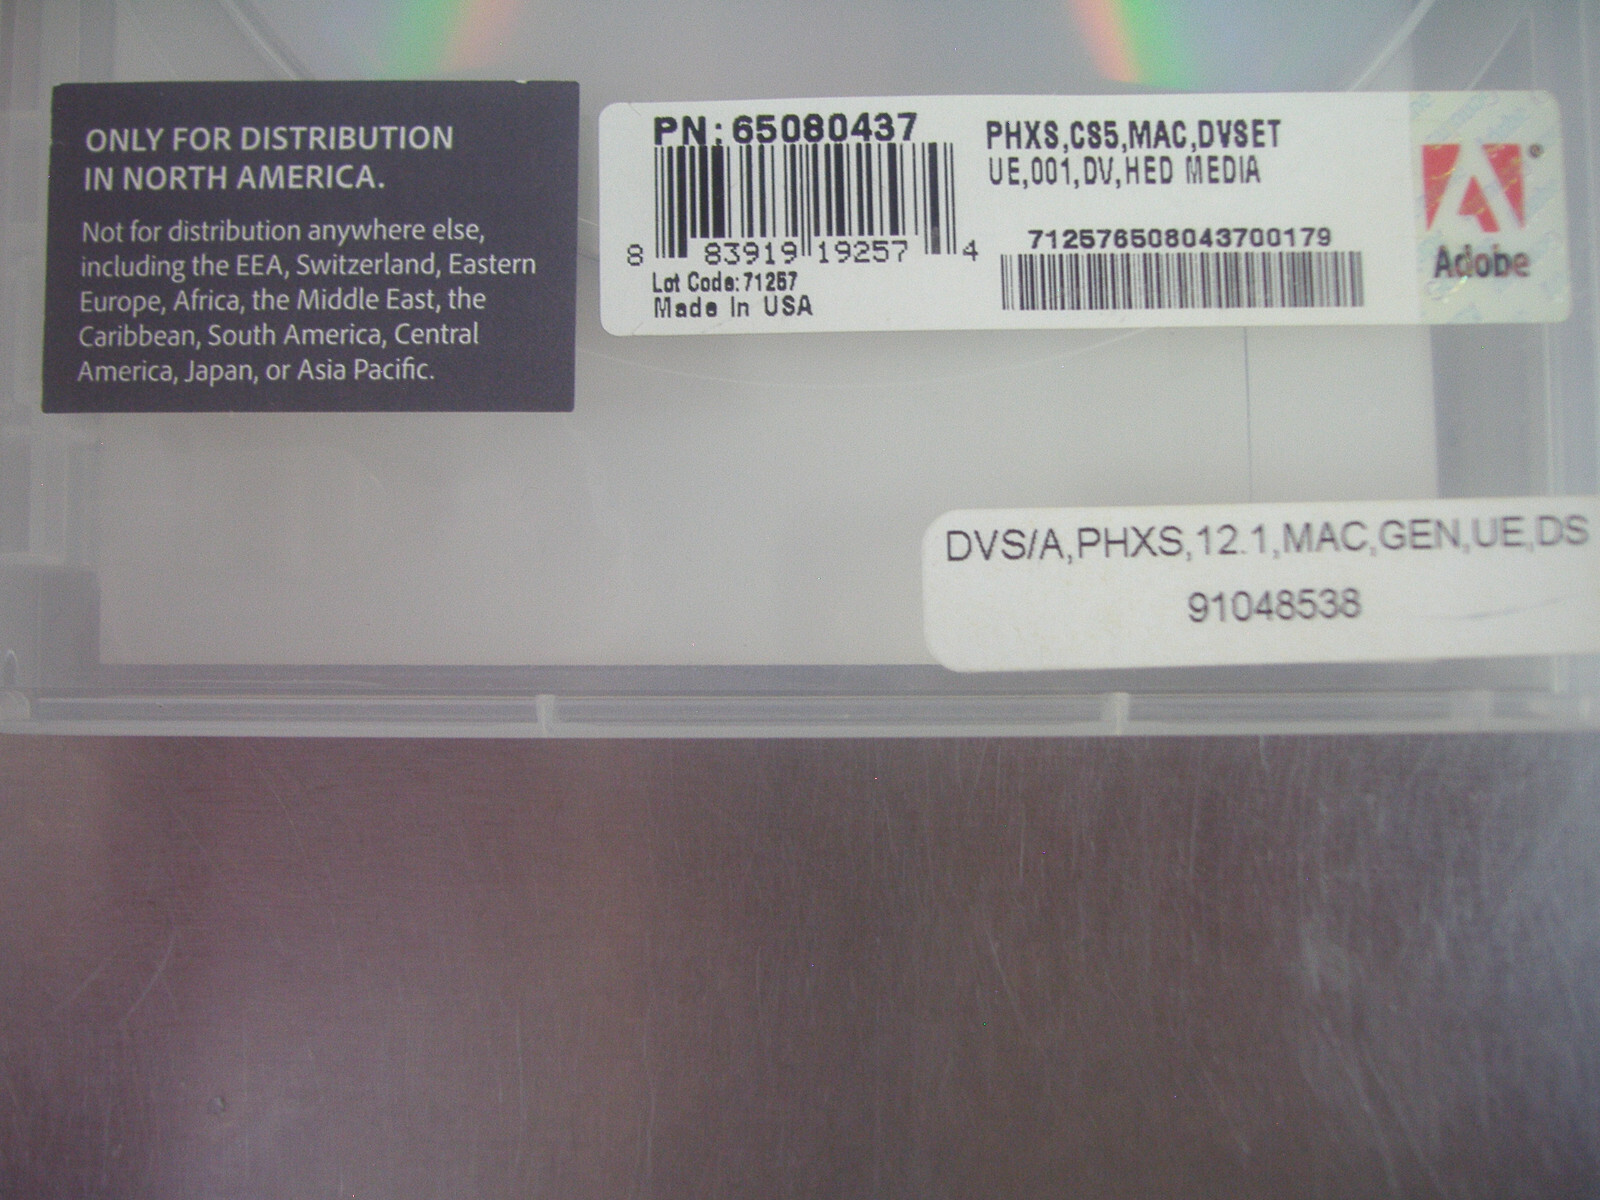 ONLY FOR DISTRIBUTION
IN NORTH AMERICA.
Not for distribution anywhere else,
including the EEA, Switzerland, Eastern
Europe, Africa, the Middle East, the
Caribbean, South America, Central
America, Japan, or Asia Pacific.
PN: 65080437
8 83919 19257 4
Lot Code: 71257
Made In USA
PHXS,CS5,MAC,DVSET
UE,001,DV,HED MEDIA
712576508043700179
Adobe
DVS/A,PHXS,12.1,MAC,GEN,UE,DS
91048538